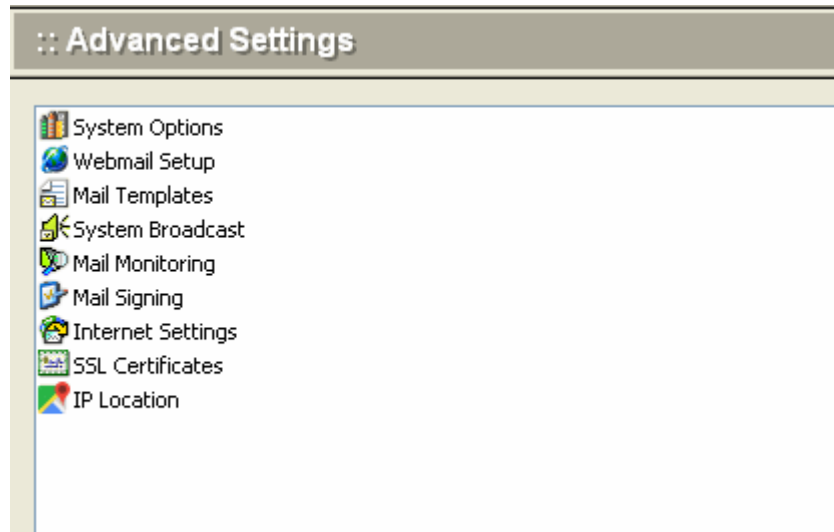 :: Advanced Settings
System Options
Webmail Setup
Mail Templates
System Broadcast
Mail Monitoring
Mail Signing
Internet Settings
SSL Certificates
IP Location